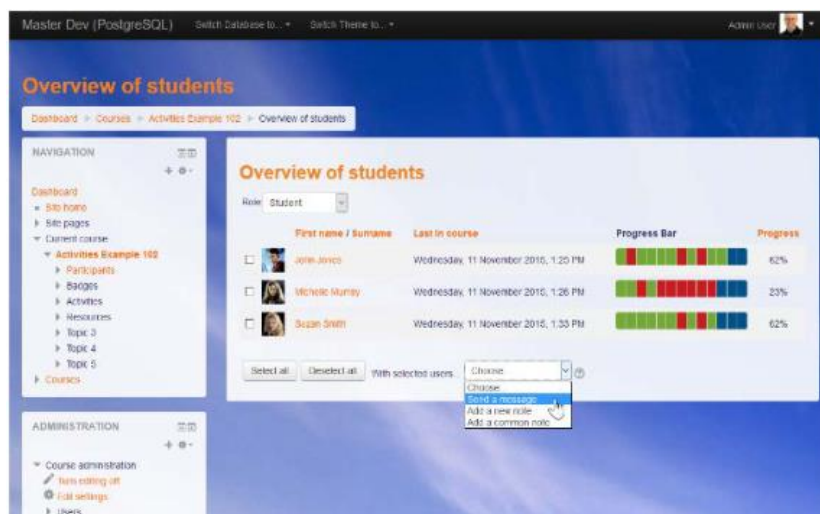 Master Dev (PostgreSQL) Switch Database to... Switch Theme to... Admin User
Overview of students
Dashboard Courses Activities Example 102 Overview of students
NAVIGATION
Dashboard
Site home
Site pages
Current course
Activities Example 102
Participants
Badges
Activities
Resources
Topic 3
Topic 4
Topic 5
Courses
ADMINISTRATION
Course administration
Turn editing off
Edit settings
Users
Overview of students
Role Student
First name / Surname Last in course Progress Bar Progress
John Jones Wednesday, 11 November 2015, 1:25 PM 62%
Michelle Murray Wednesday, 11 November 2015, 1:26 PM 23%
Suzan Smith Wednesday, 11 November 2015, 1:33 PM 62%
Select all Deselect all With selected users... Choose
Choose
Send a message
Add a new note
Add a common note